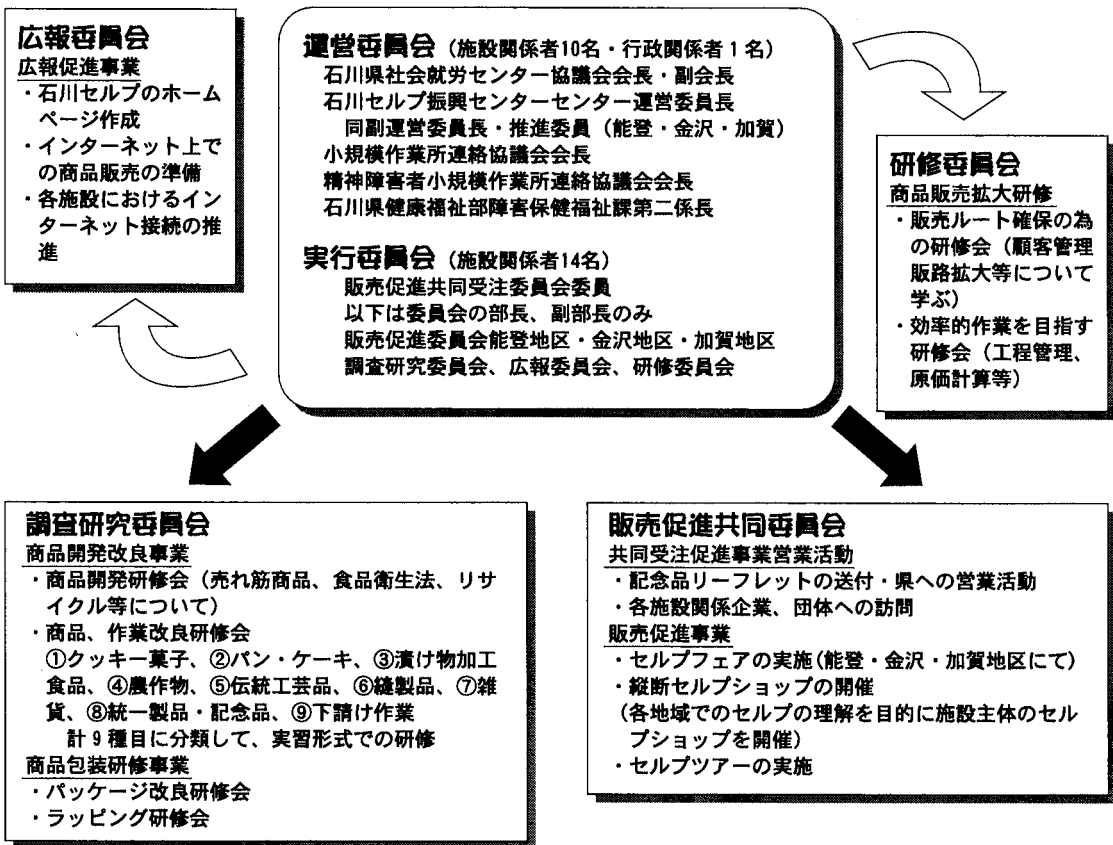 広報委員会
広報促進事業
・石川セルプのホーム
ページ作成
・インターネット上で
の商品販売の準備
・各施設におけるイン
ターネット接続の推
進
運営委員会(施設関係者10名・行政関係者1名)
石川県社会就労センター協議会会長・副会長
石川セルプ振興センターセンター運営委員長
同副運営委員長・推進委員(能登・金沢・加賀)
小規模作業所連絡協議会会長
精神障害者小規模作業所連絡協議会会長
石川県健康福祉部障害保健福祉課第二係長
実行委員会(施設関係者14名)
販売促進共同受注委員会委員
以下は委員会の部長、副部長のみ
販売促進委員会能登地区・金沢地区・加賀地区
調査研究委員会、広報委員会、研修委員会
研修委員会
商品販売拡大研修
・販売ルート確保の為
の研修会(顧客管理
販路拡大等について
学ぶ)
・効率的作業を目指す
研修会(工程管理、
原価計算等)
調査研究委員会
商品開発改良事業
・商品開発研修会(売れ筋商品、食品衛生法、リサ
イクル等について)
・商品、作業改良研修会
①クッキー菓子、②パン・ケーキ、③漬け物加工
食品、④農作物、⑤伝統工芸品、⑥縫製品、⑦雑
貨、⑧統一製品・記念品、⑨下請け作業
計9種目に分類して、実習形式での研修
商品包装研修事業
・パッケージ改良研修会
・ラッピング研修会
販売促進共同委員会
共同受注促進事業営業活動
・記念品リーフレットの送付・県への営業活動
・各施設関係企業、団体への訪問
販売促進事業
・セルプフェアの実施(能登・金沢・加賀地区にて)
・縦断セルプショップの開催
(各地域でのセルプの理解を目的に施設主体のセル
プショップを開催)
・セルプツアーの実施